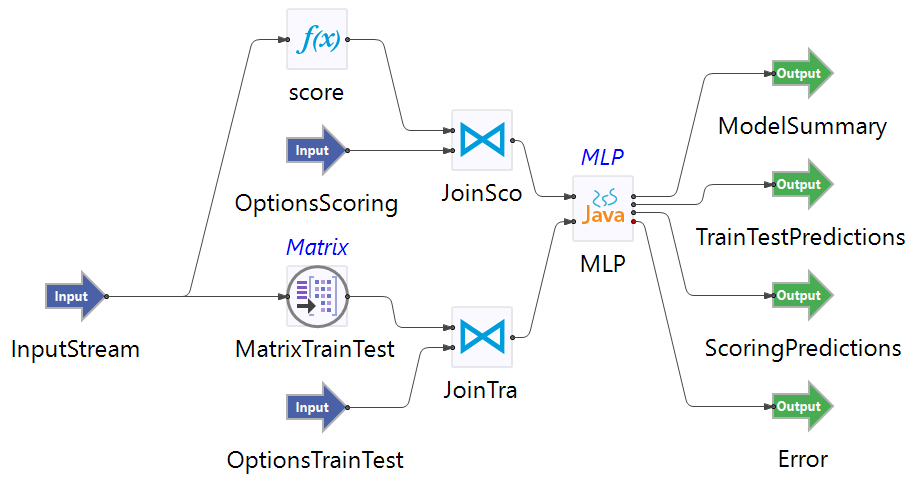 f(x)
score
Input
OptionsScoring
JoinSco
Matrix
Input
InputStream
MatrixTrainTest
Input
OptionsTrainTest
JoinTra
MLP
Java
MLP
Output
ModelSummary
Output
TrainTestPredictions
Output
ScoringPredictions
Output
Error